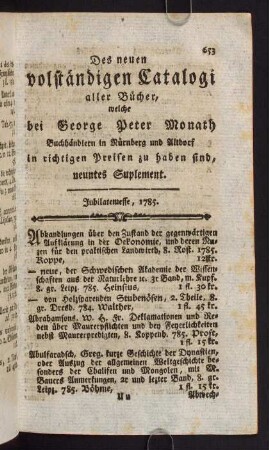 653
Des neuen
volständigen Catalogi
aller Bücher,
welche
bei George Peter Monath
Buchhändlern in Nürnberg und Altdorf
in richtigen Preisen zu haben sind,
neuntes Suplement.
Jubilatemesse, 1785.
Abhandlungen über den Zustand der gegenwärtigen
Aufklärung in der Oekonomie, und deren Nuz-
zen für den praktischen Landwirth, 8. Rost. 1785.
Koppe, 12kr.
— neue, der Schwedischen Akademie der Wissen-
schaften aus der Naturlehre 2c. 3r Band, m. Kupf.
8. gr. Leipz. 785. Heinsius, 1 fl. 30 kr.
— von Holzsparenden Stubenöfen, 2. Theile, 8.
gr. Dresd. 784. Walther, 1 fl. 45 kr.
Abrahamsons, W. H. Fr. Deklamationen und Re-
den über Maurerpflichten und den Feyerlichkeiten
nebst Maurerpredigten, 8. Koppenh. 785. Proft,
1 fl. 15 kr.
Abulfaradsch, Greg. kurze Geschichte der Dynastien,
oder Auszug der allgemeinen Weltgeschichte be-
sonders der Chalifen und Mongolen, mit M.
Bauers Anmerkungen, 2r und lezter Band, 8. gr.
Leipz. 785. Böhme, 1 fl. 15 kr.
Uu